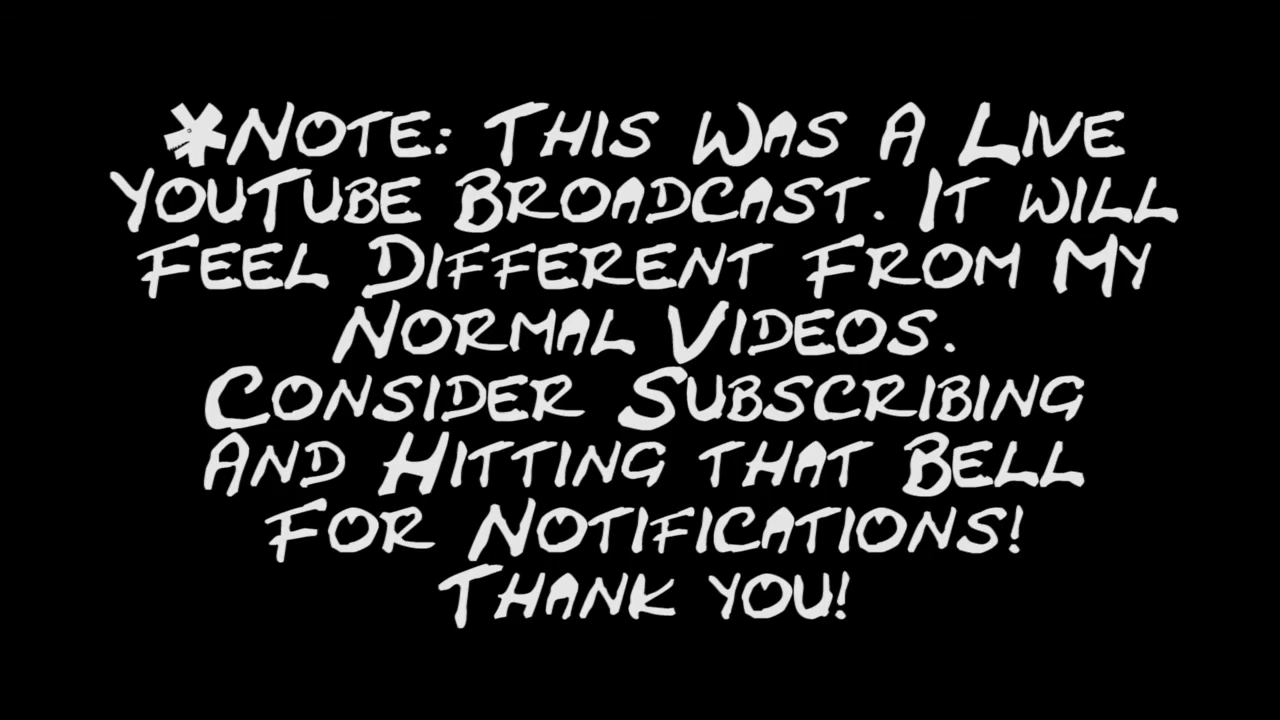 *Note: This Was A Live
YouTube Broadcast. It will
Feel Different From My
Normal Videos.
Consider Subscribing
And Hitting that Bell
For Notifications!
Thank you!